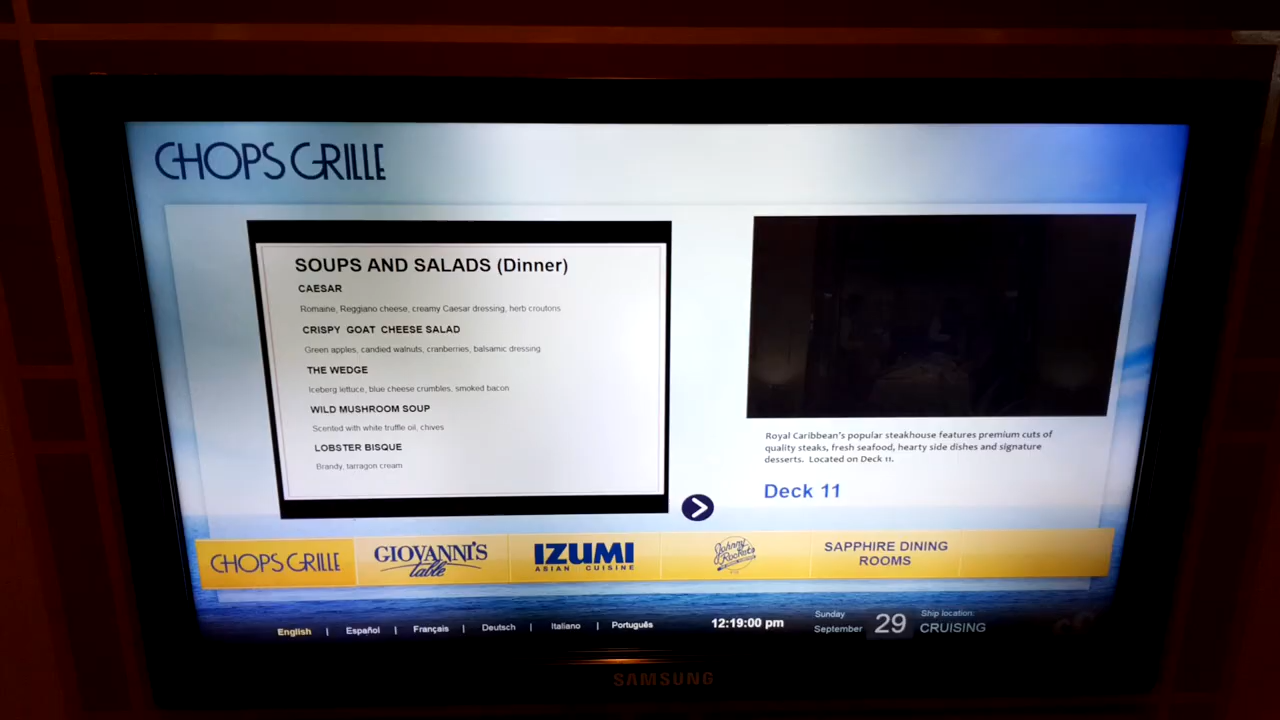 CHOPS GRILLE
SOUPS AND SALADS (Dinner)
CAESAR
Romaine, Reggiano cheese, creamy Caesar dressing, herb croutons
CRISPY GOAT CHEESE SALAD
Green apples, candied walnuts, cranberries, balsamic dressing
THE WEDGE
Iceberg lettuce, blue cheese crumbles, smoked bacon
WILD MUSHROOM SOUP
Scented with white truffle oil, chives
LOBSTER BISQUE
Brandy, tarragon cream
Royal Caribbean's popular steakhouse features premium cuts of
quality steaks, fresh seafood, hearty side dishes and signature
desserts. Located on Deck 11.
Deck 11
CHOPS GRILLE
GIOVANNI'S
table
IZUMI
ASIAN CUISINE
Johnny
Rockets
SAPPHIRE DINING
ROOMS
English | Español | Français | Deutsch | Italiano | Português
12:19:00 pm
Sunday
September 29
Ship location:
CRUISING
SAMSUNG